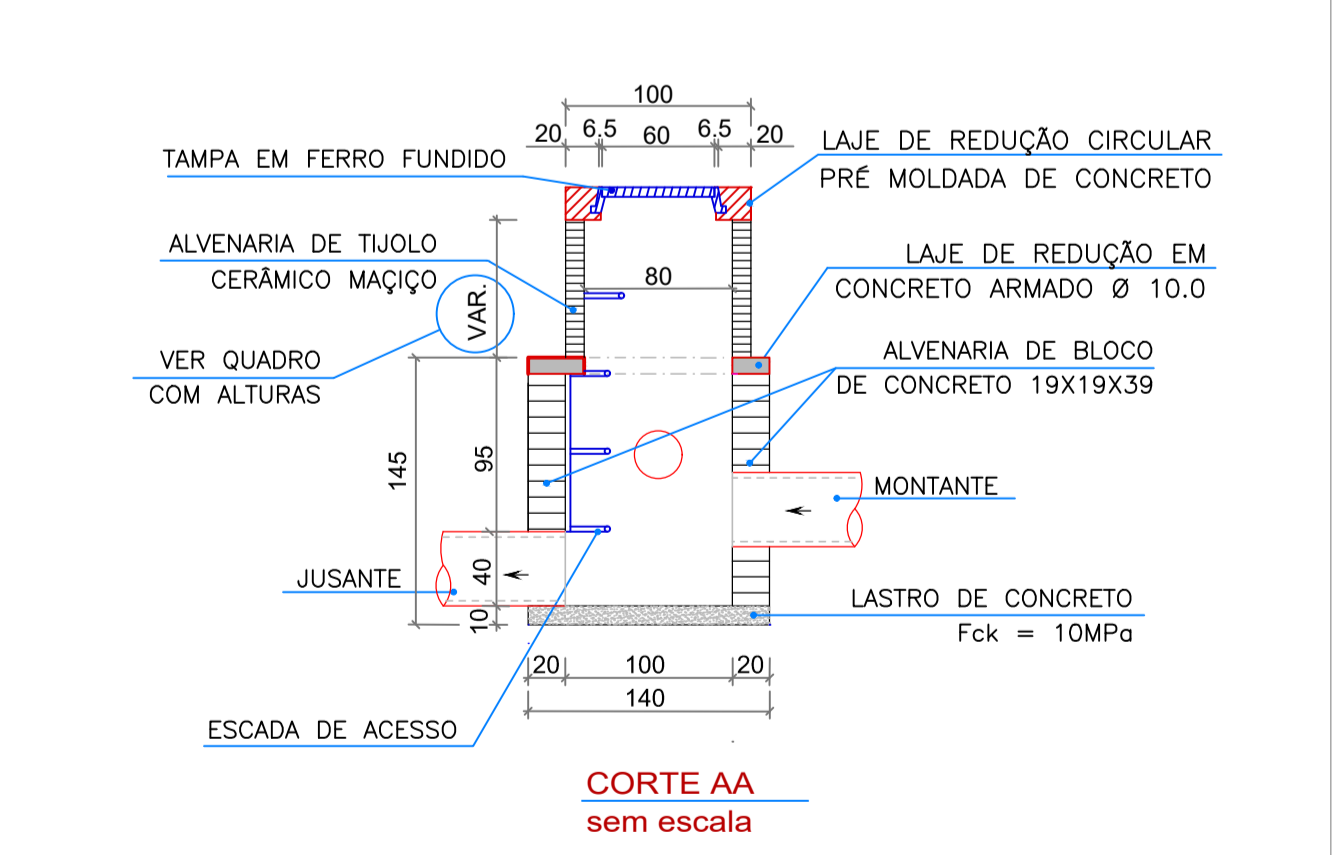 100
20 6.5 60 6.5 20
TAMPA EM FERRO FUNDIDO
LAJE DE REDUÇÃO CIRCULAR
PRÉ MOLDADA DE CONCRETO
ALVENARIA DE TIJOLO
CERÂMICO MAÇIÇO
LAJE DE REDUÇÃO EM
CONCRETO ARMADO Ø 10.0
80
VAR.
VER QUADRO
COM ALTURAS
ALVENARIA DE BLOCO
DE CONCRETO 19X19X39
145
95
MONTANTE
JUSANTE
40
10
LASTRO DE CONCRETO
Fck = 10MPa
20 100 20
140
ESCADA DE ACESSO
CORTE AA
sem escala